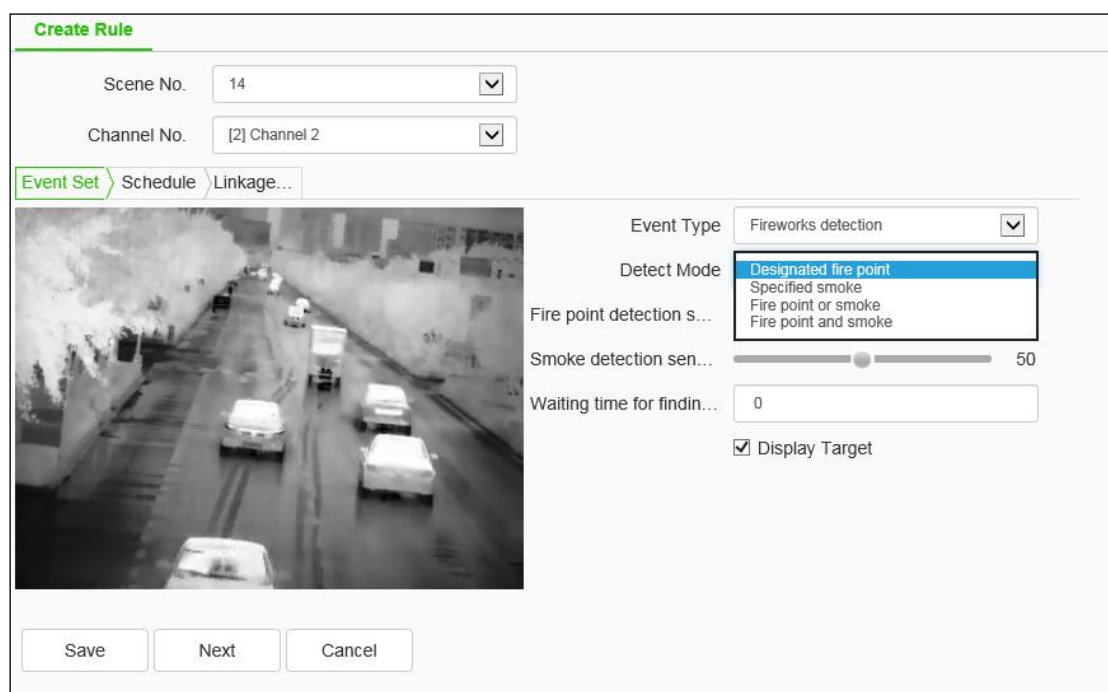 Create Rule
Scene No. 14
Channel No. [2] Channel 2
Event Set Schedule Linkage...
Event Type Fireworks detection
Detect Mode Designated fire point
Specified smoke
Fire point or smoke
Fire point and smoke
Fire point detection s...
Smoke detection sen... 50
Waiting time for findin... 0
Display Target
Save Next Cancel